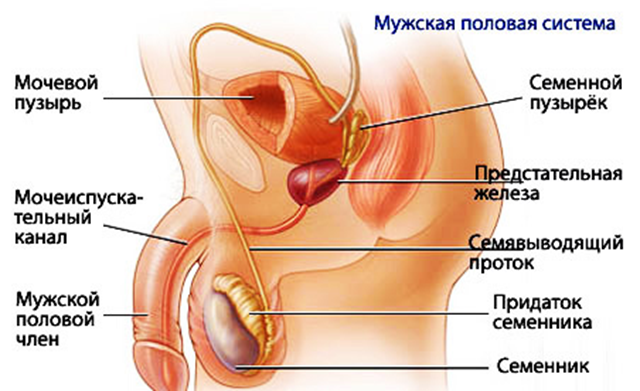 Мужская половая система
Мочевой
пузырь
Семенной
пузырёк
Предстательная
железа
Мочеиспуска-
тельный
канал
Семявыводящий
проток
Мужской
половой
член
Придаток
семенника
Семенник